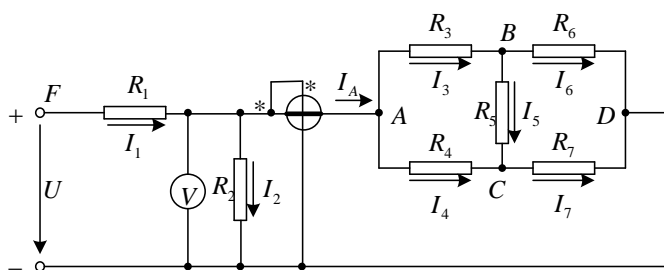 R3 B R6
F R1 * * IA I3 I6
+ A R5 I5 D
I1 R4 R7
U V R2 I2 C
I4 I7
−